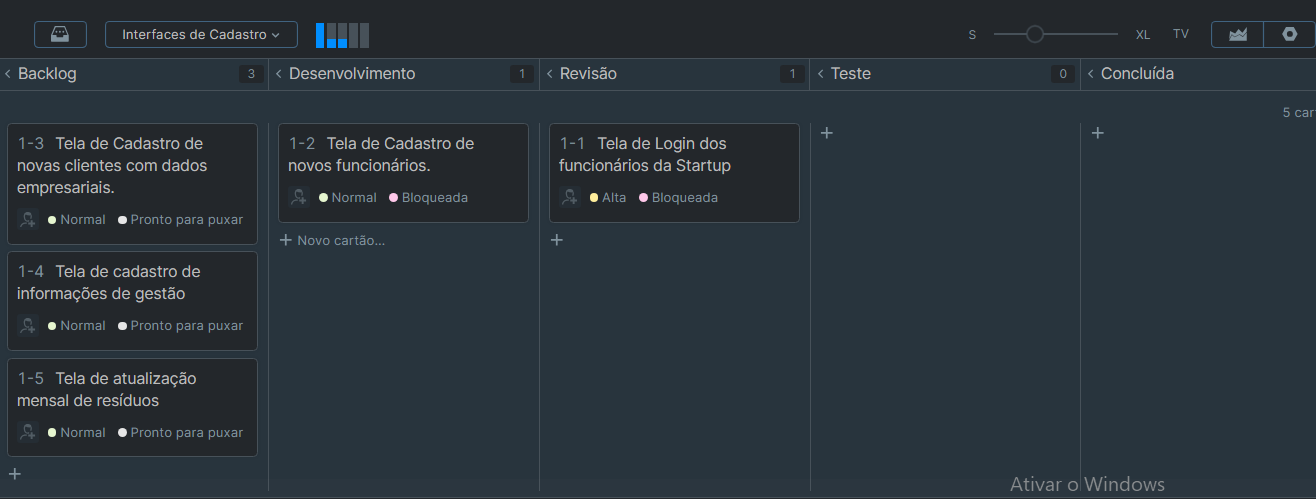 Interfaces de Cadastro
S
XL
TV
Backlog
3
Desenvolvimento
1
Revisão
1
Teste
0
Concluída
5 car
1-3 Tela de Cadastro de
novas clientes com dados
empresariais.
Normal
Pronto para puxar
1-4 Tela de cadastro de
informações de gestão
Normal
Pronto para puxar
1-5 Tela de atualização
mensal de resíduos
Normal
Pronto para puxar
1-2 Tela de Cadastro de
novos funcionários.
Normal
Bloqueada
Novo cartão...
1-1 Tela de Login dos
funcionários da Startup
Alta
Bloqueada
Ativar o Windows